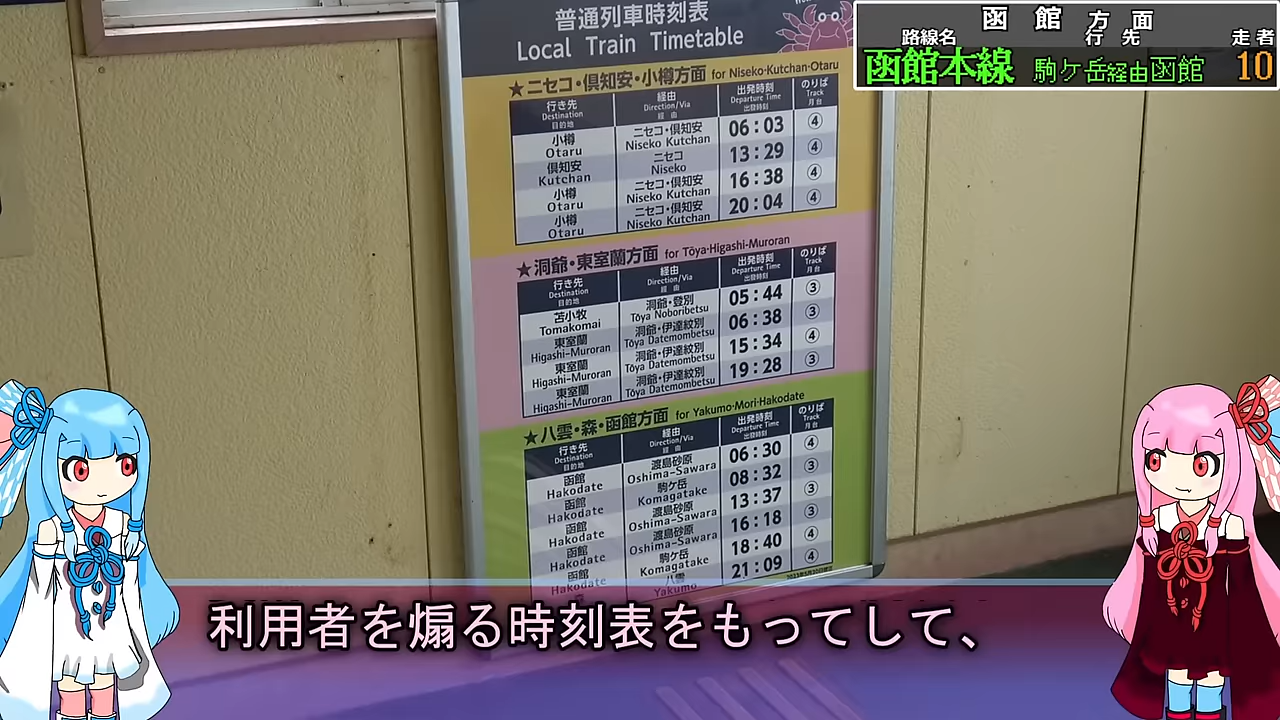 函館方面
路線名 行先 走者
函館本線 駒ケ岳経由函館 10
普通列車時刻表
Local Train Timetable
★ニセコ・倶知安・小樽方面 for Niseko·Kutchan·Otaru
行き先 Destination 目的地 経由 Direction/Via 経由 出発時刻 Departure Time 出發時刻 のりば Track 月台
小樽 Otaru ニセコ・倶知安 Niseko Kutchan 06:03 ④
倶知安 Kutchan ニセコ Niseko 13:29 ④
小樽 Otaru ニセコ・倶知安 Niseko Kutchan 16:38 ④
小樽 Otaru ニセコ・倶知安 Niseko Kutchan 20:04 ④
★洞爺・東室蘭方面 for Tōya·Higashi-Muroran
行き先 Destination 目的地 経由 Direction/Via 経由 出発時刻 Departure Time 出發時刻 のりば Track 月台
苫小牧 Tomakomai 洞爺・登別 Tōya Noboribetsu 05:44 ③
東室蘭 Higashi-Muroran 洞爺・伊達紋別 Tōya Datemombetsu 06:38 ③
東室蘭 Higashi-Muroran 洞爺・伊達紋別 Tōya Datemombetsu 15:34 ④
東室蘭 Higashi-Muroran 洞爺・伊達紋別 Tōya Datemombetsu 19:28 ③
★八雲・森・函館方面 for Yakumo·Mori·Hakodate
行き先 Destination 目的地 経由 Direction/Via 経由 出発時刻 Departure Time 出發時刻 のりば Track 月台
函館 Hakodate 渡島砂原 Oshima-Sawara 06:30 ④
函館 Hakodate 駒ケ岳 Komagatake 08:32 ③
函館 Hakodate 渡島砂原 Oshima-Sawara 13:37 ③
函館 Hakodate 渡島砂原 Oshima-Sawara 16:18 ③
函館 Hakodate 駒ケ岳 Komagatake 18:40 ④
八雲 Yakumo 21:09 ④
利用者を煽る時刻表をもってして、